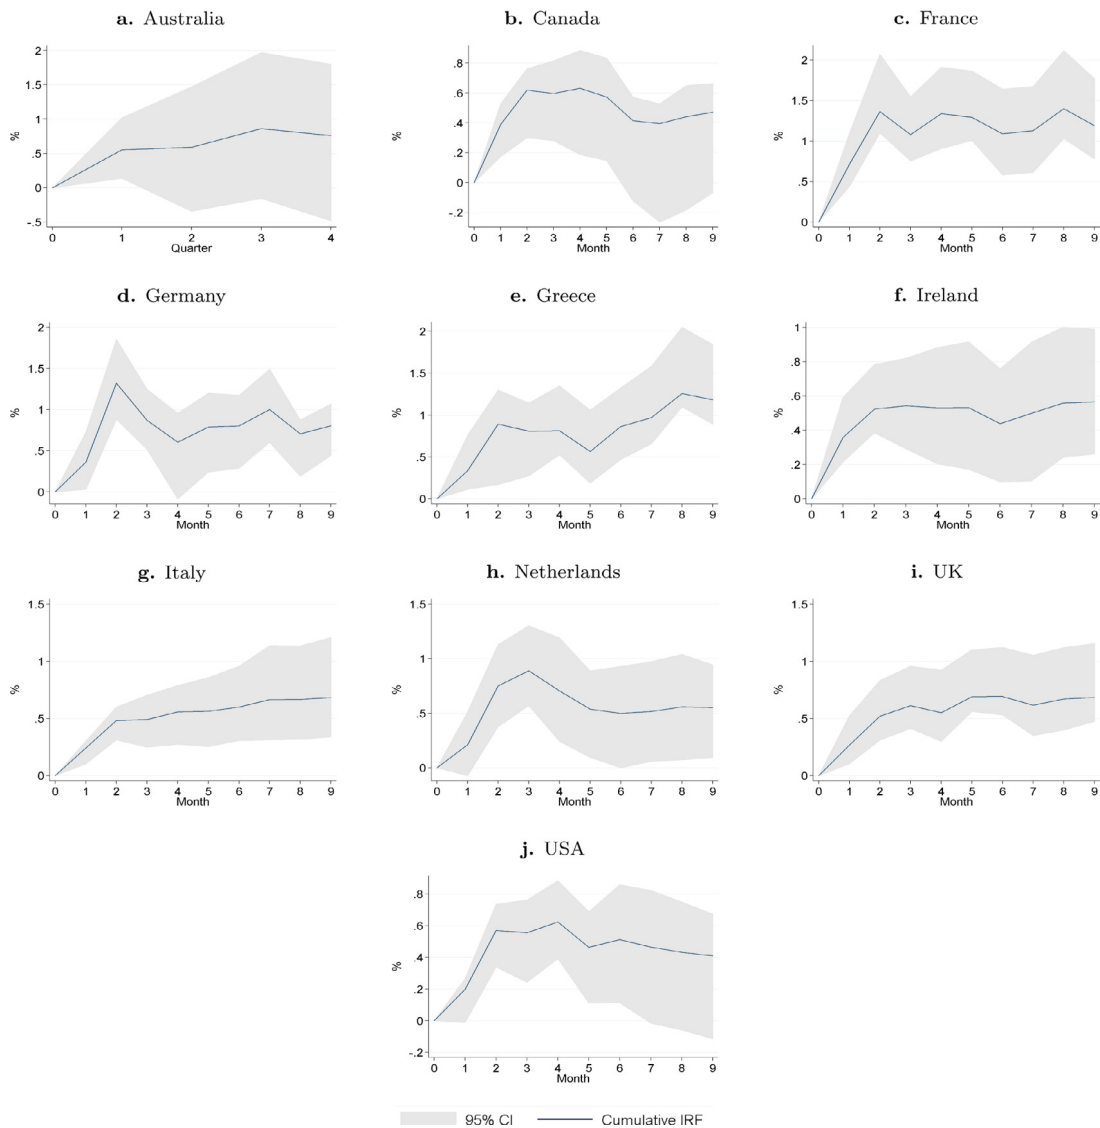 a. Australia
%
2
1.5
1
.5
0
-.5
0 1 2 3 4
Quarter
b. Canada
%
.8
.6
.4
.2
0
-.2
0 1 2 3 4 5 6 7 8 9
Month
c. France
%
2
1.5
1
.5
0
0 1 2 3 4 5 6 7 8 9
Month
d. Germany
%
2
1.5
1
.5
0
0 1 2 3 4 5 6 7 8 9
Month
e. Greece
%
2
1.5
1
.5
0
0 1 2 3 4 5 6 7 8 9
Month
f. Ireland
%
1
.8
.6
.4
.2
0
0 1 2 3 4 5 6 7 8 9
Month
g. Italy
%
1.5
1
.5
0
0 1 2 3 4 5 6 7 8 9
Month
h. Netherlands
%
1.5
1
.5
0
0 1 2 3 4 5 6 7 8 9
Month
i. UK
%
1.5
1
.5
0
0 1 2 3 4 5 6 7 8 9
Month
j. USA
%
.8
.6
.4
.2
0
-.2
0 1 2 3 4 5 6 7 8 9
Month
95% CI Cumulative IRF